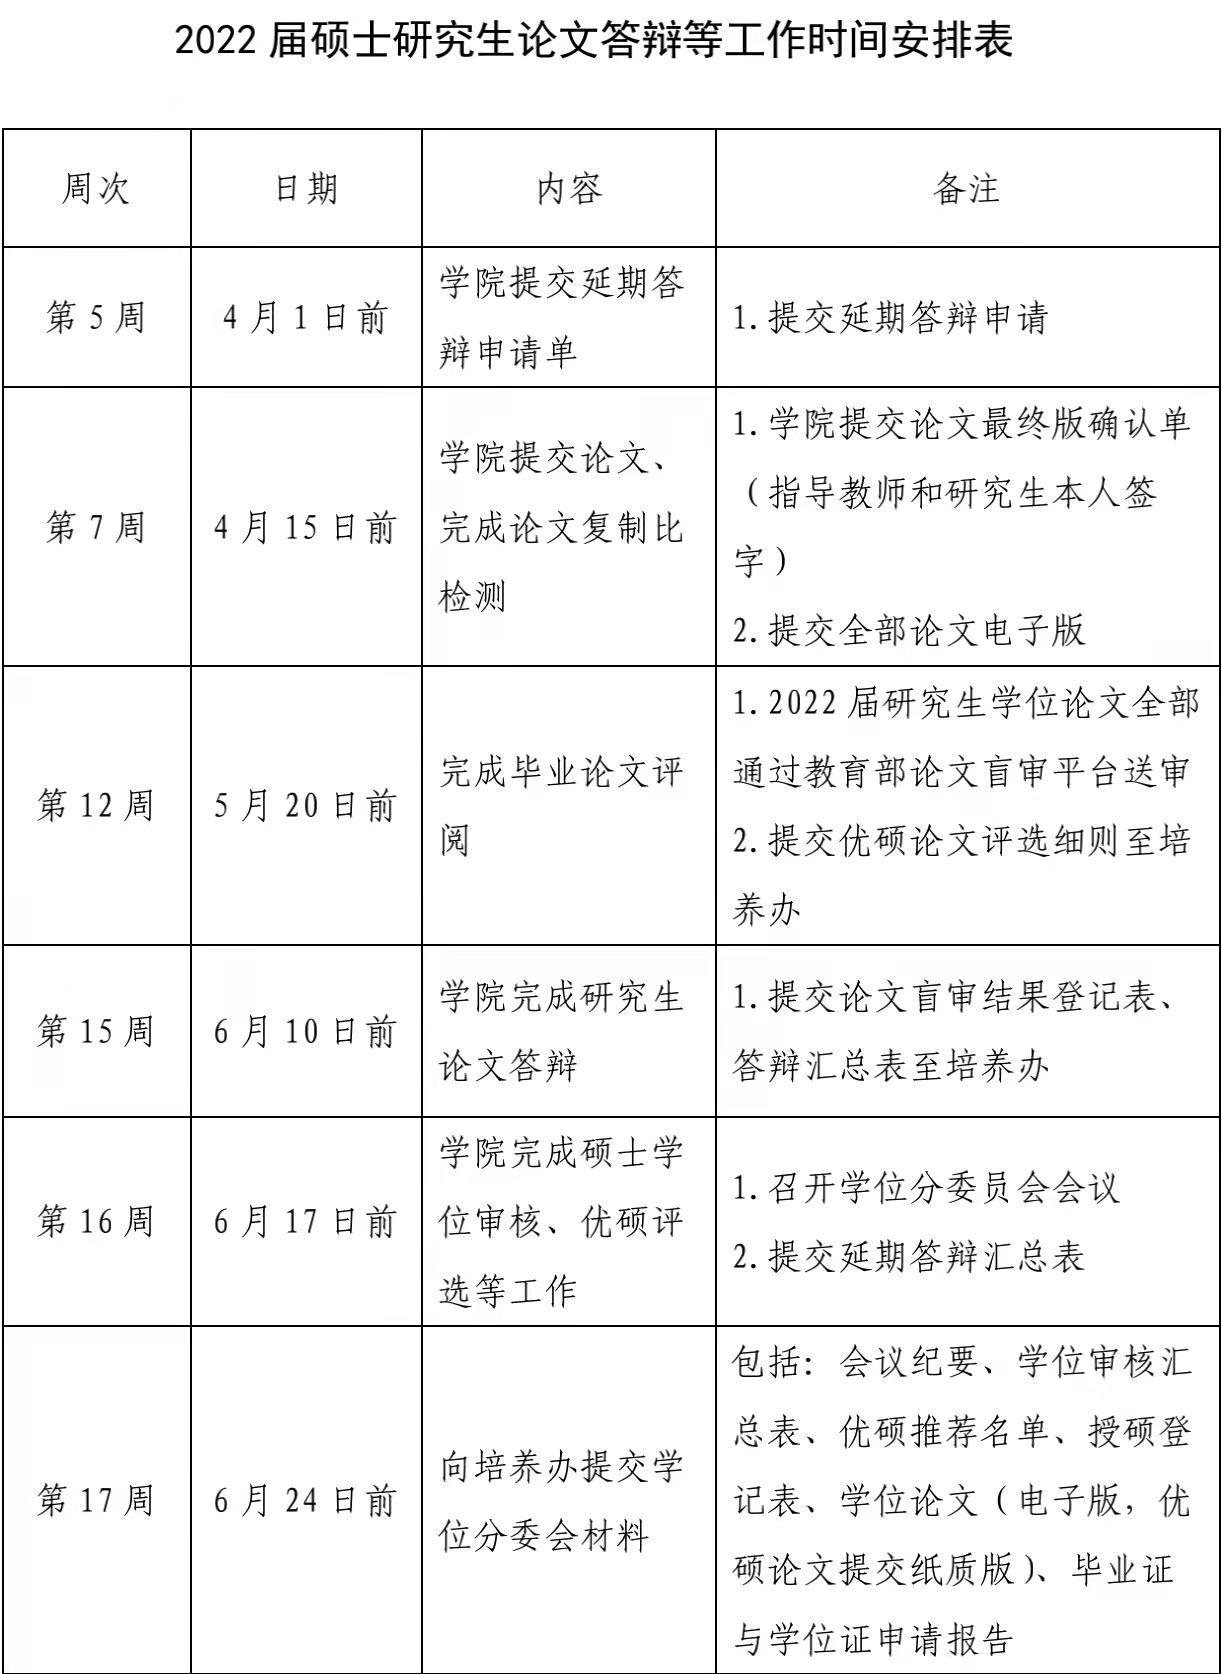 2022 届硕士研究生论文答辩等工作时间安排表
周次 日期 内容 备注
第 5 周
4 月 1 日前
学院提交延期答
辩申请单
1.提交延期答辩申请
第 7 周
4 月 15 日前
学院提交论文、
完成论文复制比
检测
1.学院提交论文最终版确认单
（指导教师和研究生本人签
字）
2.提交全部论文电子版
第 12 周
5 月 20 日前
完成毕业论文评
阅
1.2022 届研究生学位论文全部
通过教育部论文盲审平台送审
2.提交优硕论文评选细则至培
养办
第 15 周
6 月 10 日前
学院完成研究生
论文答辩
1.提交论文盲审结果登记表、
答辩汇总表至培养办
第 16 周
6 月 17 日前
学院完成硕士学
位审核、优硕评
选等工作
1.召开学位分委员会会议
2.提交延期答辩汇总表
第 17 周
6 月 24 日前
向培养办提交学
位分委会材料
包括：会议纪要、学位审核汇
总表、优硕推荐名单、授硕登
记表、学位论文（电子版，优
硕论文提交纸质版）、毕业证
与学位证申请报告